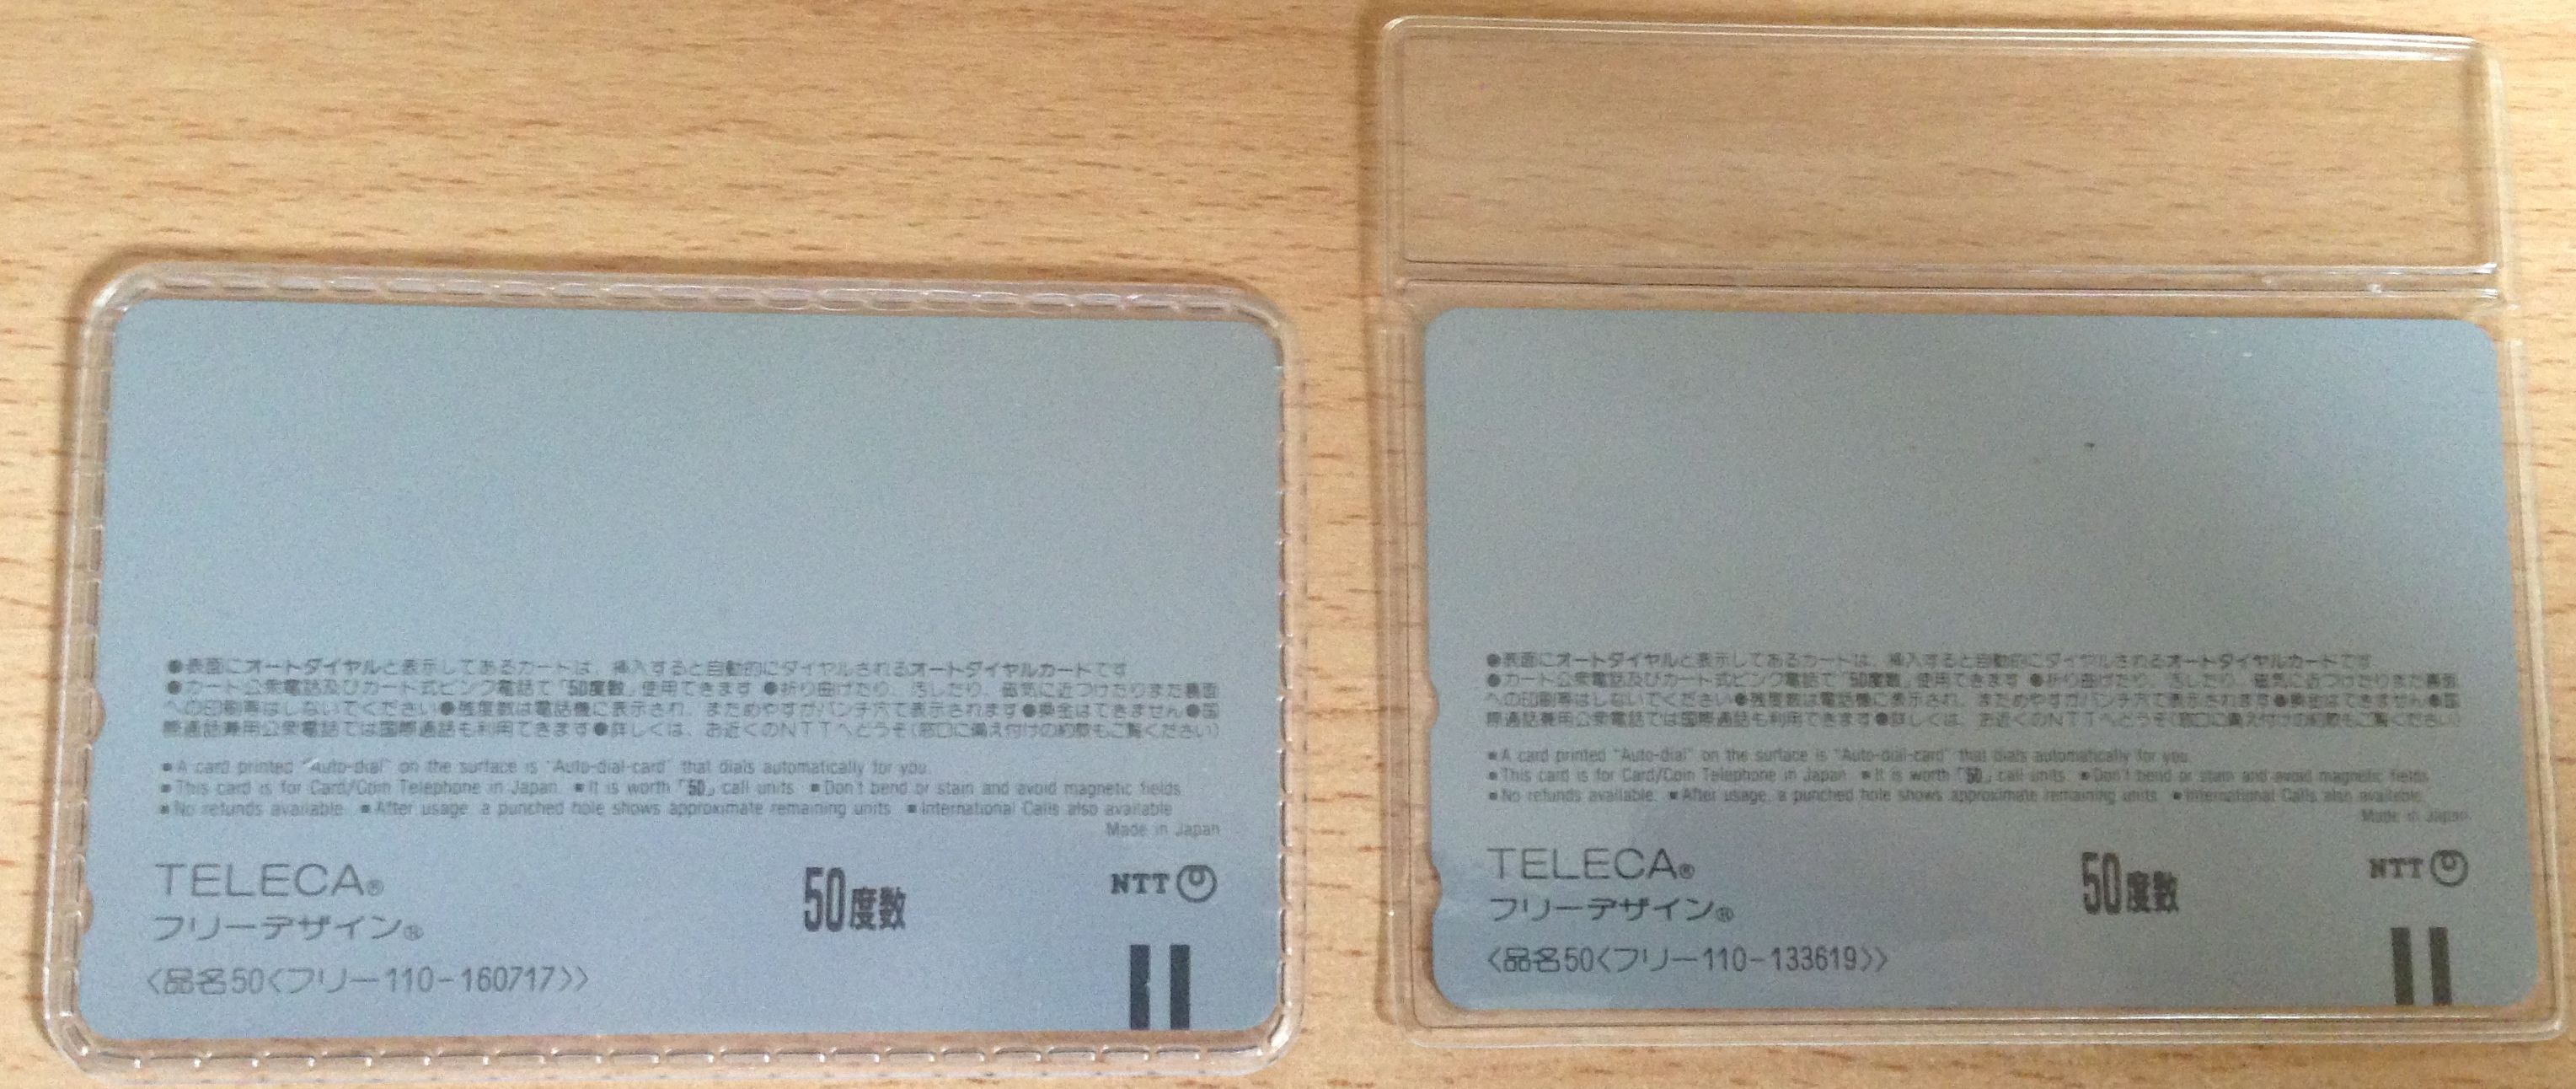 ●表面にオートダイヤルと表示してあるカードは、挿入すると自動的にダイヤルされるオートダイヤルカードです
●カード公衆電話及びカード式ピンク電話で「50度数」使用できます ●折り曲げたり、汚したり、磁気に近づけたりまた裏面
への印刷等はしないでください●残度数は電話機に表示され、まためやすがパンチ穴で表示されます●換金はできません●国
際通話兼用公衆電話では国際通話も利用できます●詳しくは、お近くのNTTへどうぞ(窓口に備え付けの約款もご覧ください)
■A card printed "Auto-dial" on the surface is "Auto-dial-card" that dials automatically for you.
■This card is for Card/Coin Telephone in Japan. ■It is worth「50」call units. ■Don't bend or stain and avoid magnetic fields.
■No refunds available. ■After usage, a punched hole shows approximate remaining units. ■International Calls also available.
Made in Japan
TELECA®
フリーデザイン®
50度数
NTT
〈品名50〈フリー110-160717〉〉
●表面にオートダイヤルと表示してあるカードは、挿入すると自動的にダイヤルされるオートダイヤルカードです
●カード公衆電話及びカード式ピンク電話で「50度数」使用できます ●折り曲げたり、汚したり、磁気に近づけたりまた裏面
への印刷等はしないでください●残度数は電話機に表示され、まためやすがパンチ穴で表示されます●換金はできません●国
際通話兼用公衆電話では国際通話も利用できます●詳しくは、お近くのNTTへどうぞ(窓口に備え付けの約款もご覧ください)
■A card printed "Auto-dial" on the surface is "Auto-dial-card" that dials automatically for you.
■This card is for Card/Coin Telephone in Japan. ■It is worth「50」call units. ■Don't bend or stain and avoid magnetic fields.
■No refunds available. ■After usage, a punched hole shows approximate remaining units. ■International Calls also available.
Made in Japan
TELECA®
フリーデザイン®
50度数
NTT
〈品名50〈フリー110-133619〉〉